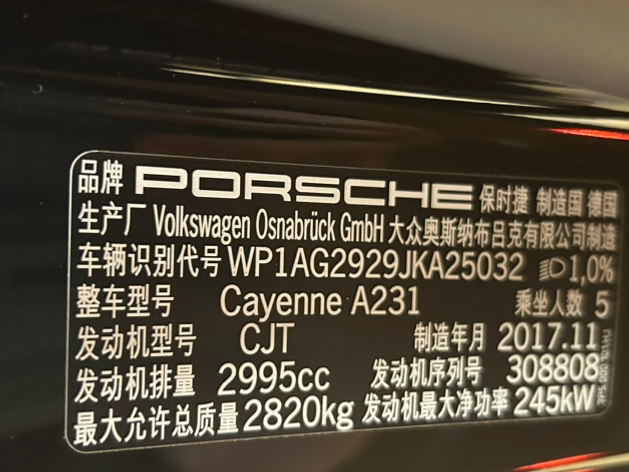 品牌 PORSCHE 保时捷 制造国 德国
生产厂 Volkswagen Osnabrück GmbH 大众奥斯纳布吕克有限公司制造
车辆识别代号 WP1AG2929JKA25032 1,0%
整车型号 Cayenne A231 乘坐人数 5
发动机型号 CJT 制造年月 2017.11
发动机排量 2995cc 发动机序列号 308808
最大允许总质量 2820kg 发动机最大净功率 245kW